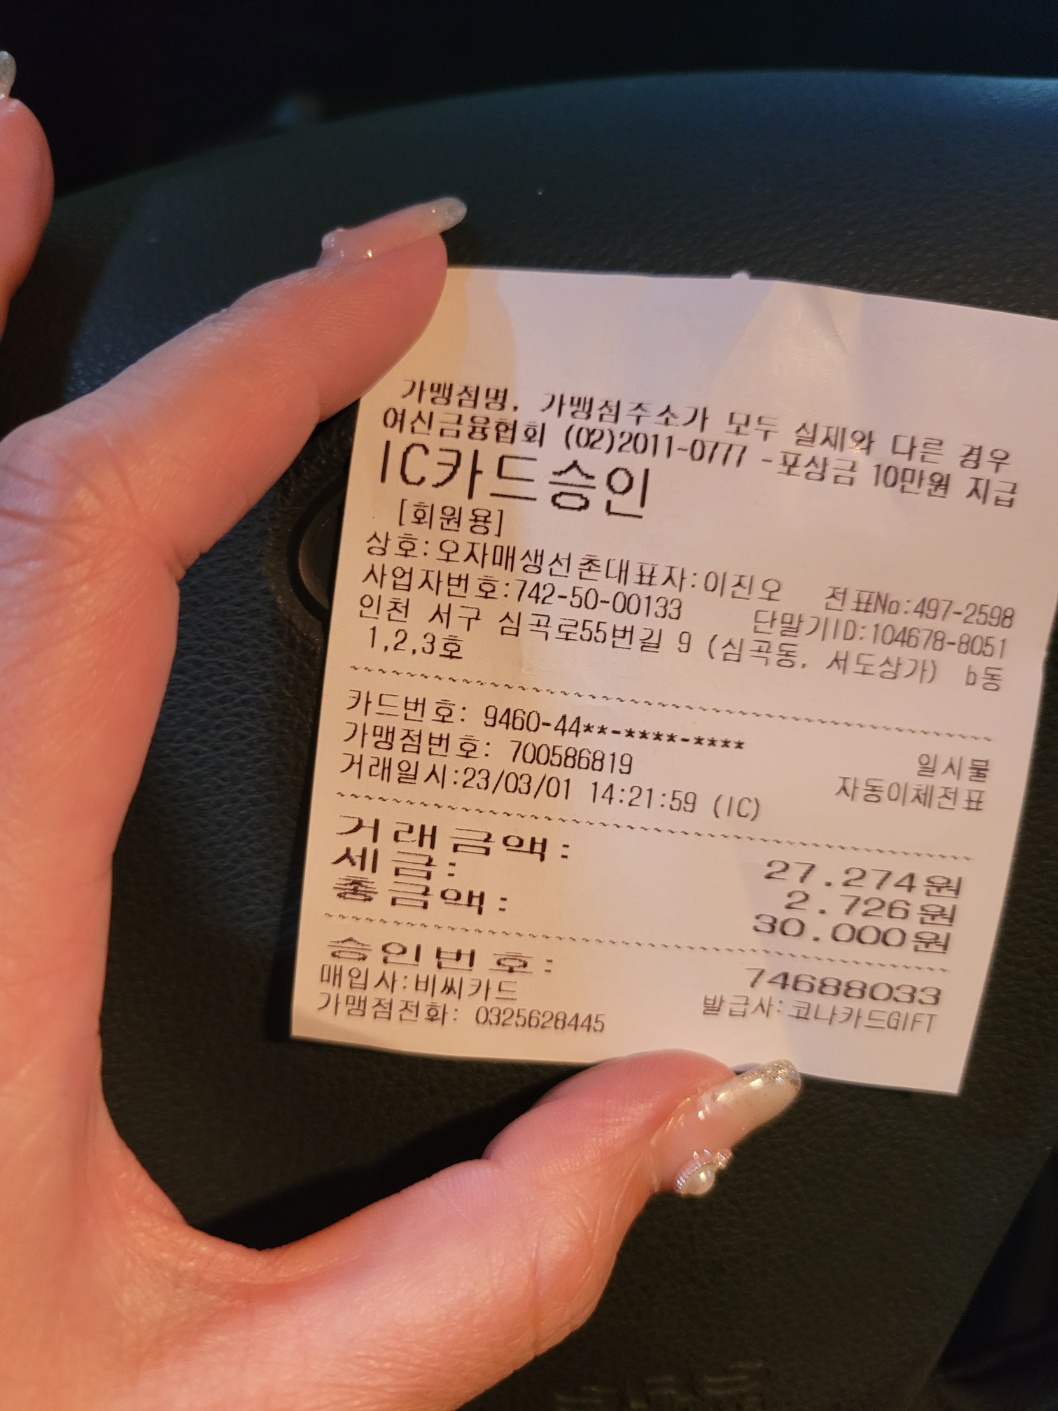 가맹점명, 가맹점주소가 모두 실제와 다른 경우
여신금융협회 (02)2011-0777 -포상금 10만원 지급
IC카드승인
[회원용]
상호:오자매생선촌대표자:이진오 전표No:497-2598
사업자번호:742-50-00133 단말기ID:104678-8051
인천 서구 심곡로55번길 9 (심곡동, 서도상가) b동
1,2,3호
카드번호: 9460-44**-****-****
가맹점번호: 700586819 일시불
거래일시:23/03/01 14:21:59 (IC) 자동이체전표
거래금액: 27.274원
세금: 2.726원
총금액: 30.000원
승인번호: 74688033
매입사:비씨카드 발급사:코나카드GIFT
가맹점전화: 0325628445